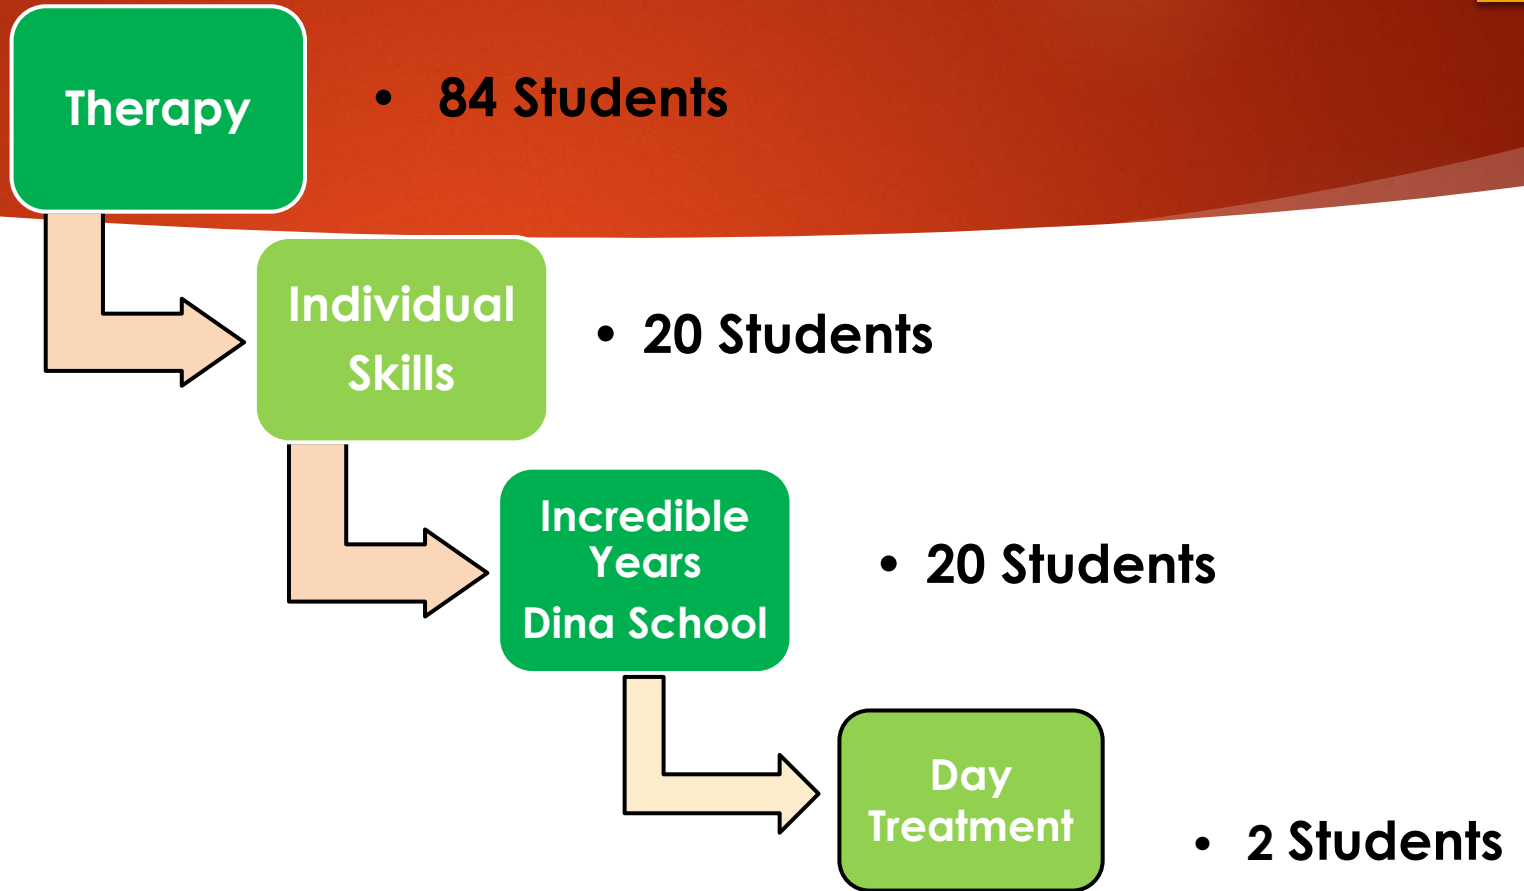 Therapy
• 84 Students
Individual
Skills
• 20 Students
Incredible
Years
Dina School
• 20 Students
Day
Treatment
• 2 Students